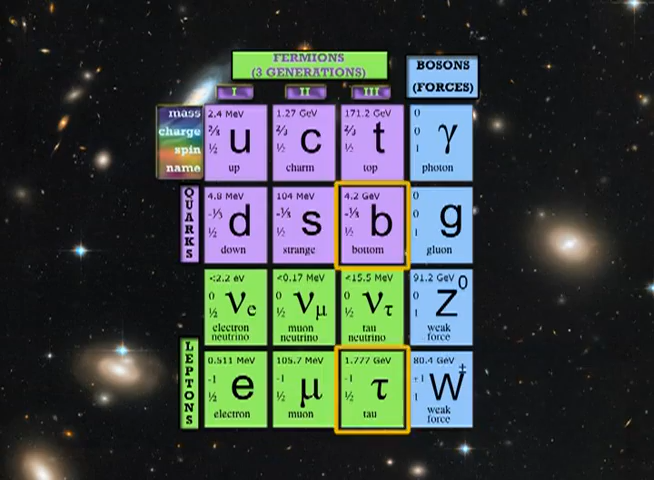 FERMIONS
(3 GENERATIONS)
BOSONS
(FORCES)
I II III
mass
charge
spin
name
2.4 MeV
⅔
½
u
up
1.27 GeV
⅔
½
c
charm
171.2 GeV
⅔
½
t
top
0
0
1
γ
photon
QUARKS
4.8 MeV
-⅓
½
d
down
104 MeV
-⅓
½
s
strange
4.2 GeV
-⅓
½
b
bottom
0
0
1
g
gluon
<2.2 eV
0
½
νe
electron
neutrino
<0.17 MeV
0
½
νμ
muon
neutrino
<15.5 MeV
0
½
ντ
tau
neutrino
91.2 GeV
0
1
Z0
weak
force
LEPTONS
0.511 MeV
-1
½
e
electron
105.7 MeV
-1
½
μ
muon
1.777 GeV
-1
½
τ
tau
80.4 GeV
±1
1
W±
weak
force